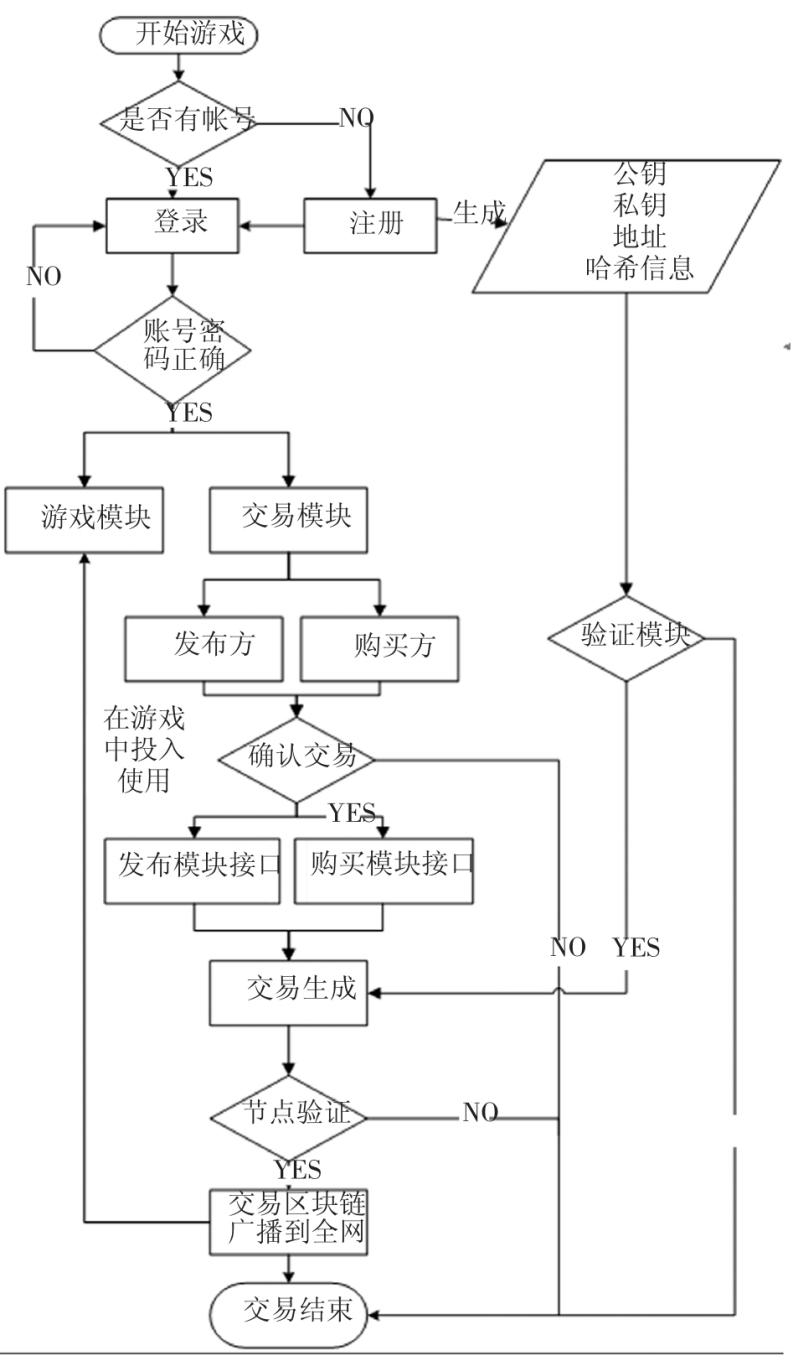 开始游戏
是否有帐号
NO
YES
登录
注册
生成
公钥
私钥
地址
哈希信息
NO
账号密
码正确
YES
游戏模块
交易模块
发布方
购买方
验证模块
在游戏
中投入
使用
确认交易
YES
发布模块接口
购买模块接口
NO
YES
交易生成
节点验证
NO
YES
交易区块链
广播到全网
交易结束